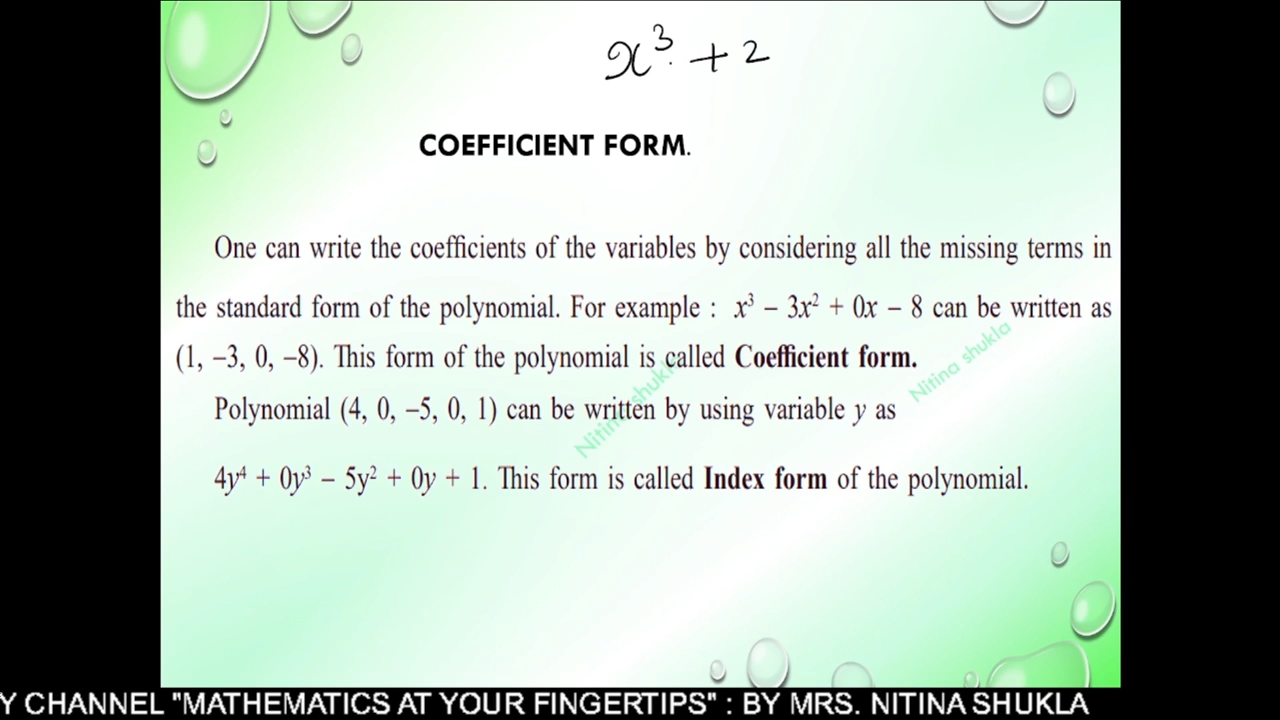 x³ + 2
COEFFICIENT FORM.
One can write the coefficients of the variables by considering all the missing terms in
the standard form of the polynomial. For example : x³ – 3x² + 0x – 8 can be written as
(1, –3, 0, –8). This form of the polynomial is called Coefficient form.
Polynomial (4, 0, –5, 0, 1) can be written by using variable y as
4y⁴ + 0y³ – 5y² + 0y + 1. This form is called Index form of the polynomial.
Nitina shukla
Nitina shukla
Y CHANNEL "MATHEMATICS AT YOUR FINGERTIPS" : BY MRS. NITINA SHUKLA